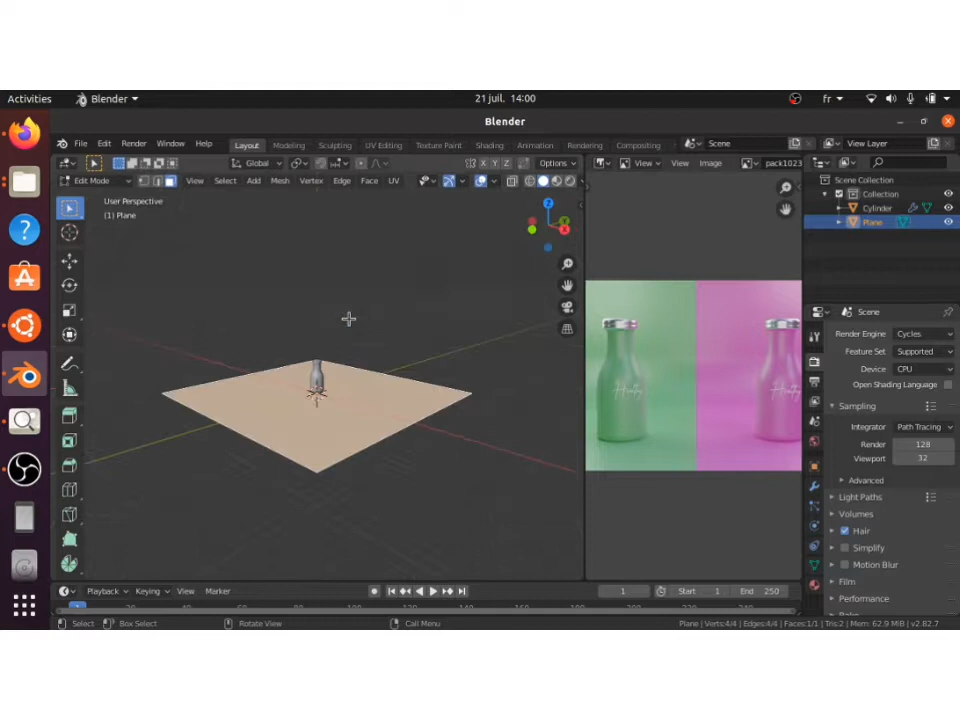 Activities Blender 21 juil. 14:00 fr
Blender
File Edit Render Window Help Layout Modeling Sculpting UV Editing Texture Paint Shading Animation Rendering Compositing Scene View Layer
Global X Y Z Options View View Image pack1023
Edit Mode View Select Add Mesh Vertex Edge Face UV
Scene Collection
Collection
Cylinder
Plane
User Perspective
(1) Plane
Z
Y
X
Healthy
Scene
Render Engine Cycles
Feature Set Supported
Device CPU
Open Shading Language
Sampling
Integrator Path Tracing
Render 128
Viewport 32
Advanced
Light Paths
Volumes
Hair
Simplify
Motion Blur
Film
Performance
Playback Keying View Marker 1 Start 1 End 250
1
Select Box Select Rotate View Call Menu Plane | Verts:4/4 | Edges:4/4 | Faces:1/1 | Tris:2 | Mem: 62.9 MiB | v2.82.7